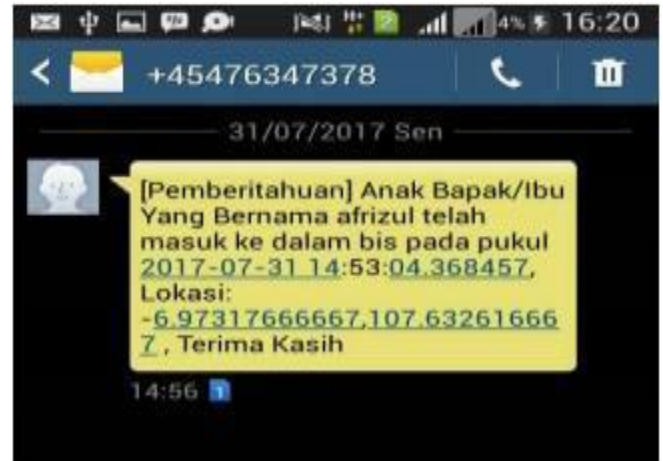 4% 16:20
+45476347378
31/07/2017 Sen
[Pemberitahuan] Anak Bapak/Ibu
Yang Bernama afrizul telah
masuk ke dalam bis pada pukul
2017-07-31 14:53:04.368457,
Lokasi:
-6.97317666667,107.63261666
7 , Terima Kasih
14:56 1